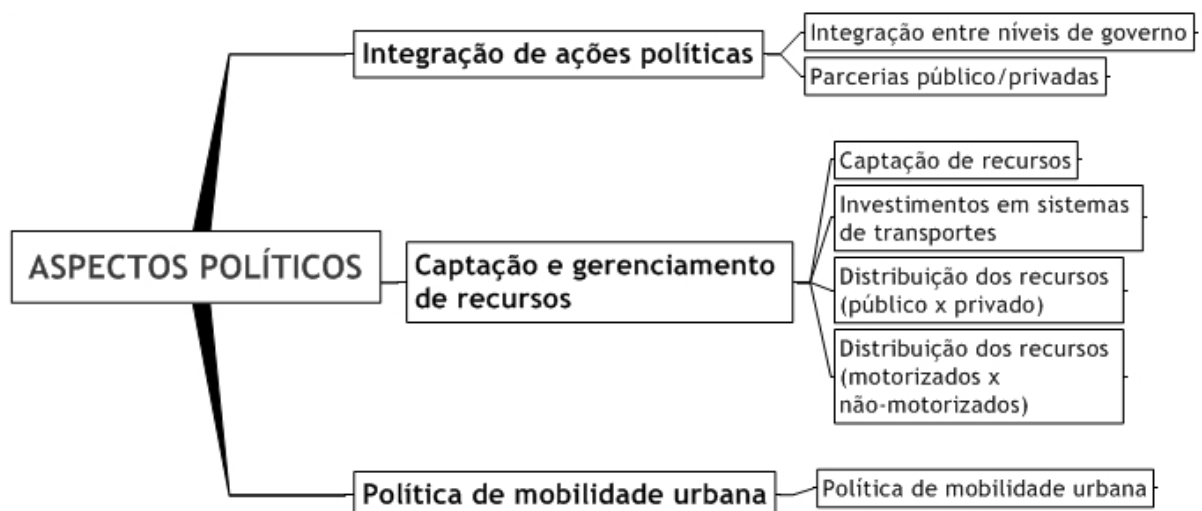 ASPECTOS POLÍTICOS
Integração de ações políticas
Integração entre níveis de governo
Parcerias público/privadas
Captação e gerenciamento
de recursos
Captação de recursos
Investimentos em sistemas
de transportes
Distribuição dos recursos
(público x privado)
Distribuição dos recursos
(motorizados x
não-motorizados)
Política de mobilidade urbana
Política de mobilidade urbana